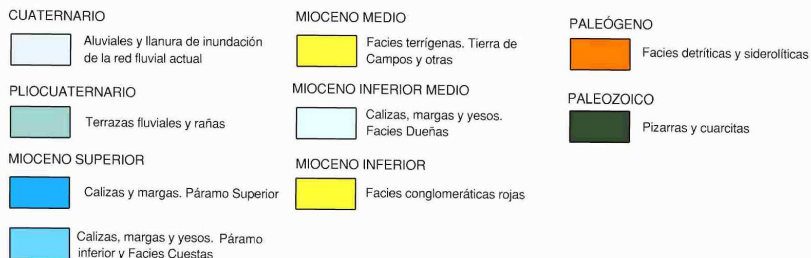 CUATERNARIO
Aluviales y llanura de inundación
de la red fluvial actual
PLIOCUATERNARIO
Terrazas fluviales y rañas
MIOCENO SUPERIOR
Calizas y margas. Páramo Superior
Calizas, margas y yesos. Páramo
inferior y Facies Cuestas
MIOCENO MEDIO
Facies terrígenas. Tierra de
Campos y otras
MIOCENO INFERIOR MEDIO
Calizas, margas y yesos.
Facies Dueñas
MIOCENO INFERIOR
Facies conglomeráticas rojas
PALEÓGENO
Facies detríticas y siderolíticas
PALEOZOICO
Pizarras y cuarcitas